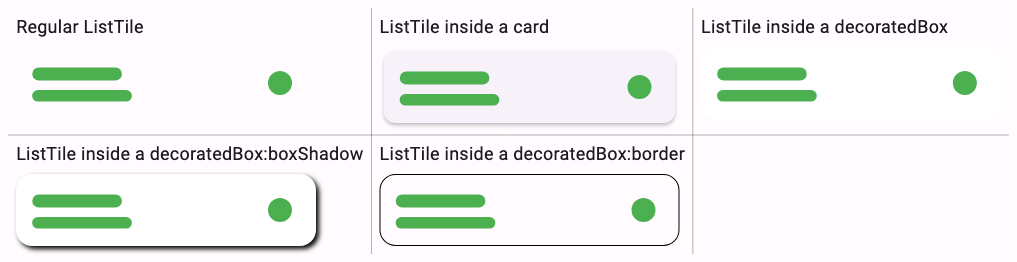 Regular ListTile
ListTile inside a card
ListTile inside a decoratedBox
ListTile inside a decoratedBox:boxShadow
ListTile inside a decoratedBox:border